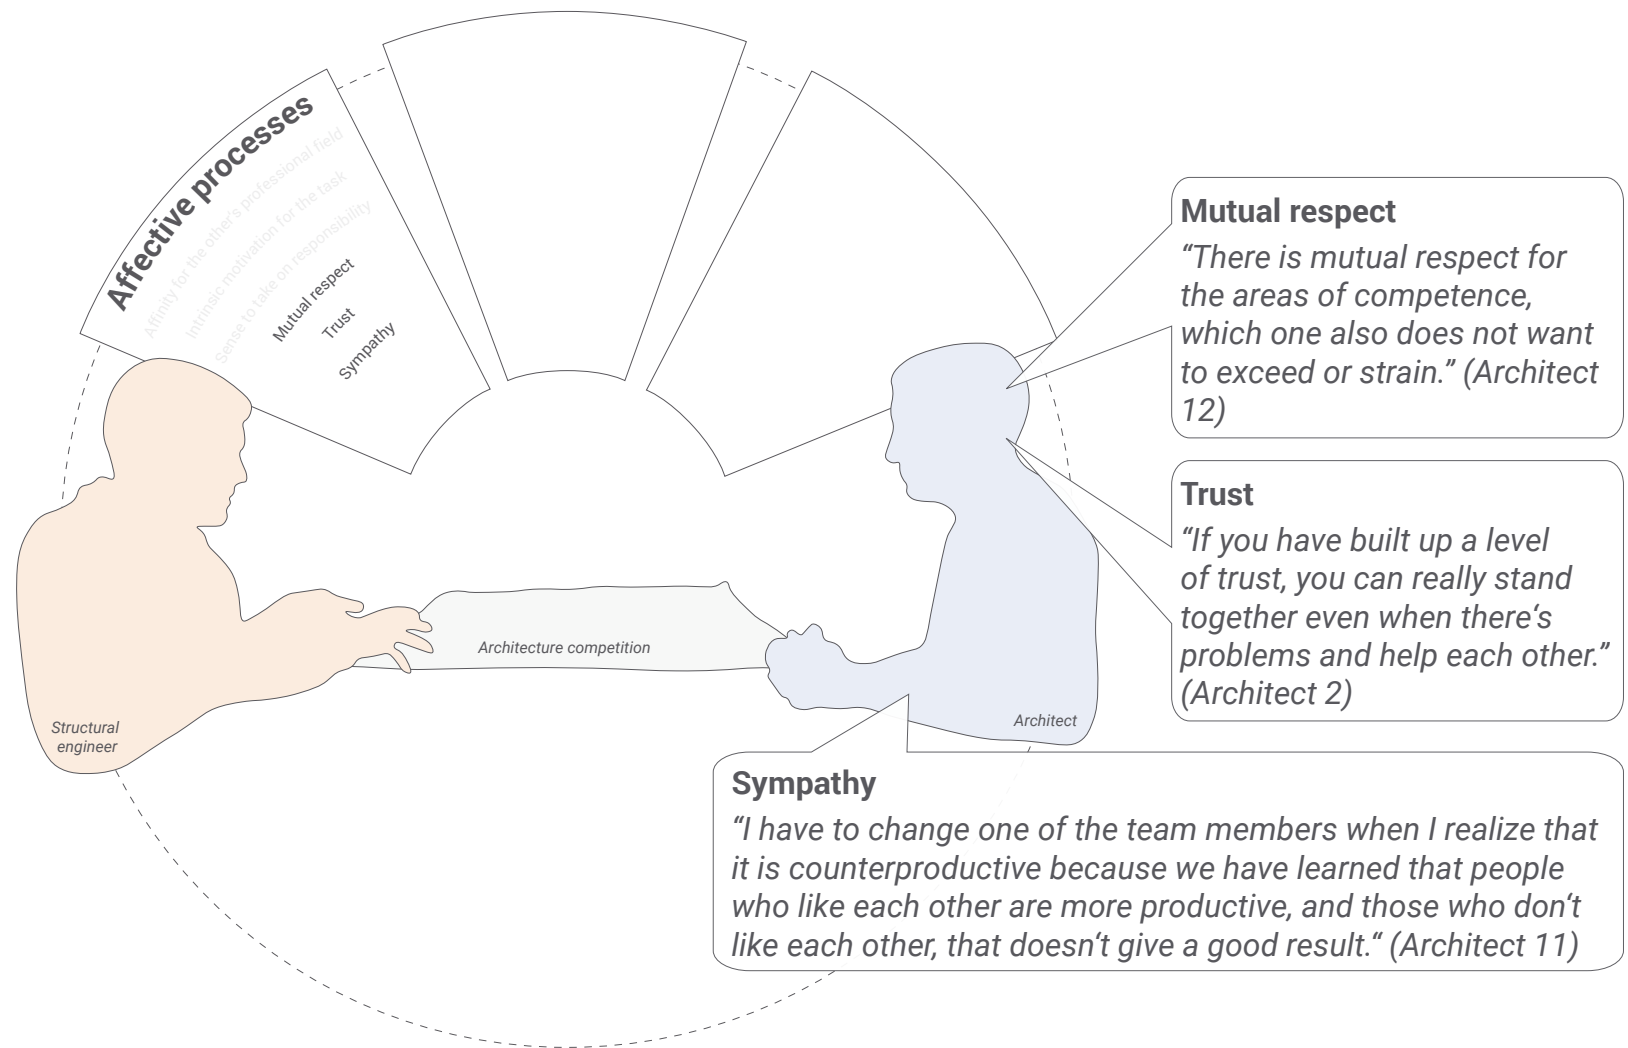 Affective processes
Affinity for the other's professional field
Intrinsic motivation for the task
Sense to take on responsibility
Mutual respect
Trust
Sympathy
Mutual respect
“There is mutual respect for
the areas of competence,
which one also does not want
to exceed or strain.” (Architect
12)
Trust
“If you have built up a level
of trust, you can really stand
together even when there‘s
problems and help each other.”
(Architect 2)
Architecture competition
Structural
engineer
Architect
Sympathy
“I have to change one of the team members when I realize that
it is counterproductive because we have learned that people
who like each other are more productive, and those who don‘t
like each other, that doesn‘t give a good result.“ (Architect 11)